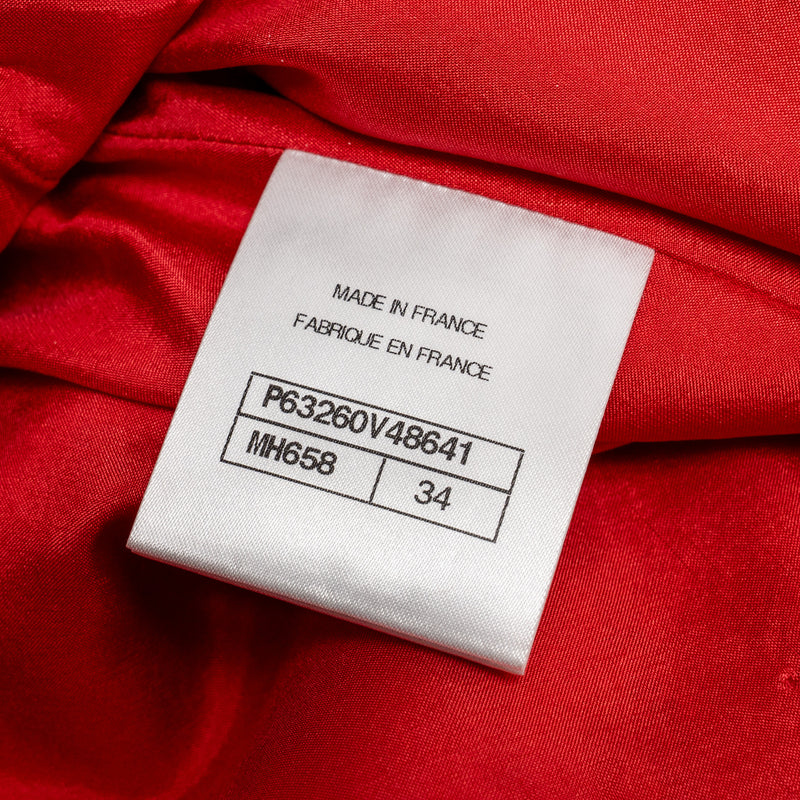 MADE IN FRANCE
FABRIQUE EN FRANCE
P63260V48641
MH658 34